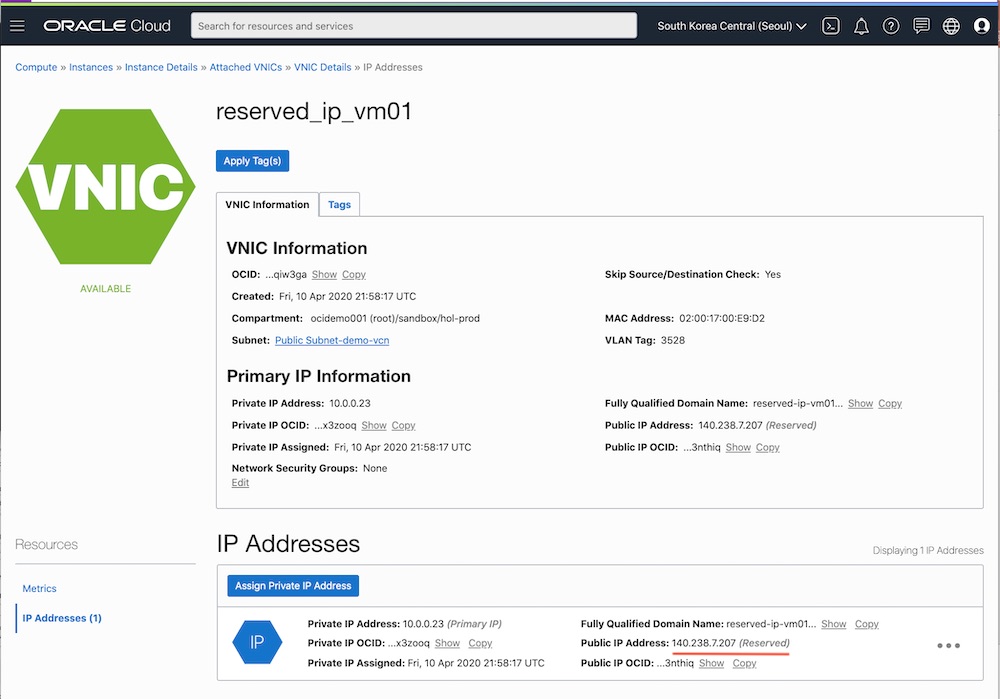 ORACLE Cloud
Search for resources and services
South Korea Central (Seoul)
Compute » Instances » Instance Details » Attached VNICs » VNIC Details » IP Addresses
VNIC
AVAILABLE
reserved_ip_vm01
Apply Tag(s)
VNIC Information
Tags
VNIC Information
OCID: ...qiw3ga Show Copy
Skip Source/Destination Check: Yes
Created: Fri, 10 Apr 2020 21:58:17 UTC
Compartment: ocidemo001 (root)/sandbox/hol-prod
MAC Address: 02:00:17:00:E9:D2
Subnet: Public Subnet-demo-vcn
VLAN Tag: 3528
Primary IP Information
Private IP Address: 10.0.0.23
Fully Qualified Domain Name: reserved-ip-vm01... Show Copy
Private IP OCID: ...x3zooq Show Copy
Public IP Address: 140.238.7.207 (Reserved)
Private IP Assigned: Fri, 10 Apr 2020 21:58:17 UTC
Public IP OCID: ...3nthiq Show Copy
Network Security Groups: None
Edit
Resources
Metrics
IP Addresses (1)
IP Addresses
Displaying 1 IP Addresses
Assign Private IP Address
IP
Private IP Address: 10.0.0.23 (Primary IP)
Fully Qualified Domain Name: reserved-ip-vm01... Show Copy
Private IP OCID: ...x3zooq Show Copy
Public IP Address: 140.238.7.207 (Reserved)
Private IP Assigned: Fri, 10 Apr 2020 21:58:17 UTC
Public IP OCID: ...3nthiq Show Copy